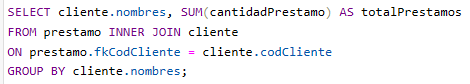 SELECT cliente.nombres, SUM(cantidadPrestamo) AS totalPrestamos
FROM prestamo INNER JOIN cliente
ON prestamo.fkCodCliente = cliente.codCliente
GROUP BY cliente.nombres;